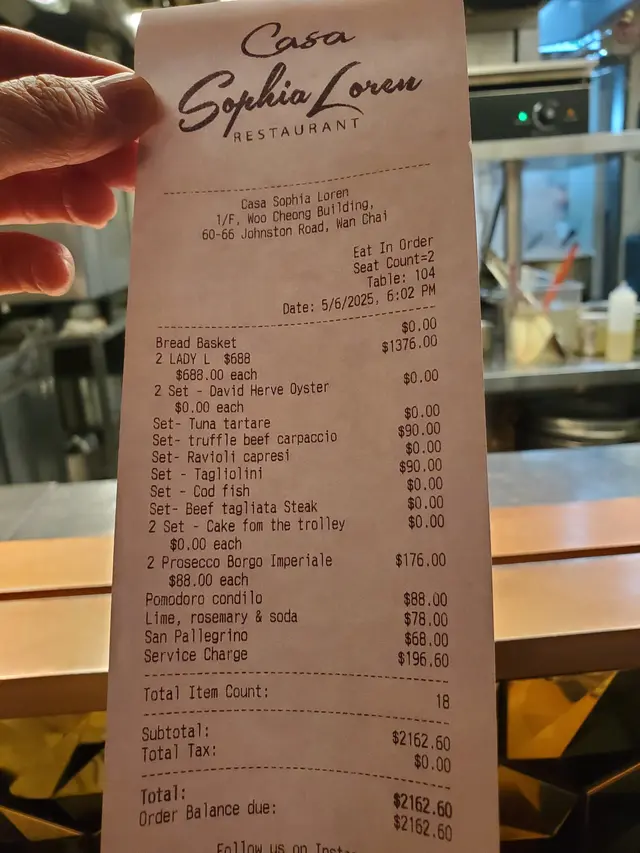 Casa
Sophia Loren
RESTAURANT
Casa Sophia Loren
1/F, Woo Cheong Building,
60-66 Johnston Road, Wan Chai
Eat In Order
Seat Count=2
Table: 104
Date: 5/6/2025, 6:02 PM
Bread Basket $0.00
2 LADY L $688 $1376.00
$688.00 each
2 Set - David Herve Oyster $0.00
$0.00 each
Set- Tuna tartare $0.00
Set- truffle beef carpaccio $90.00
Set- Ravioli capresi $0.00
Set - Tagliolini $90.00
Set - Cod fish $0.00
Set- Beef tagliata Steak $0.00
2 Set - Cake fom the trolley $0.00
$0.00 each
2 Prosecco Borgo Imperiale $176.00
$88.00 each
Pomodoro condilo $88.00
Lime, rosemary & soda $78.00
San Pellegrino $68.00
Service Charge $196.60
Total Item Count: 18
Subtotal: $2162.60
Total Tax: $0.00
Total: $2162.60
Order Balance due: $2162.60
Follow us on